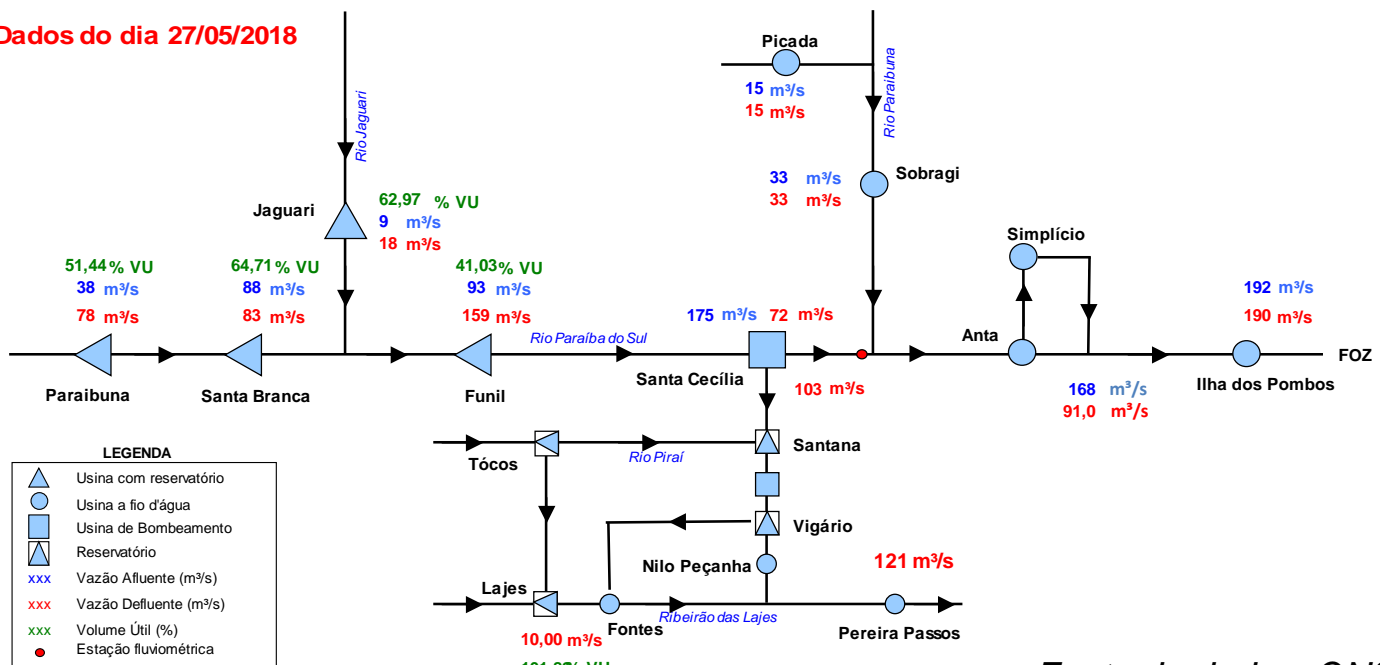 Dados do dia 27/05/2018
Picada
15 m³/s
15 m³/s
Rio Paraibuna
Rio Jaguari
33 m³/s
33 m³/s
Sobragi
Jaguari
62,97 % VU
9 m³/s
18 m³/s
Simplício
51,44 % VU
38 m³/s
78 m³/s
64,71 % VU
88 m³/s
83 m³/s
41,03 % VU
93 m³/s
159 m³/s
Rio Paraíba do Sul
175 m³/s 72 m³/s
192 m³/s
190 m³/s
Anta
FOZ
Paraibuna
Santa Branca
Funil
Santa Cecília
103 m³/s
168 m³/s
91,0 m³/s
Ilha dos Pombos
LEGENDA
Usina com reservatório
Usina a fio d'água
Usina de Bombeamento
Reservatório
xxx Vazão Afluente (m³/s)
xxx Vazão Defluente (m³/s)
xxx Volume Útil (%)
Estação fluviométrica
Tócos
Rio Piraí
Santana
Vigário
Nilo Peçanha
121 m³/s
Lajes
Fontes
Ribeirão das Lajes
Pereira Passos
10,00 m³/s
% VU